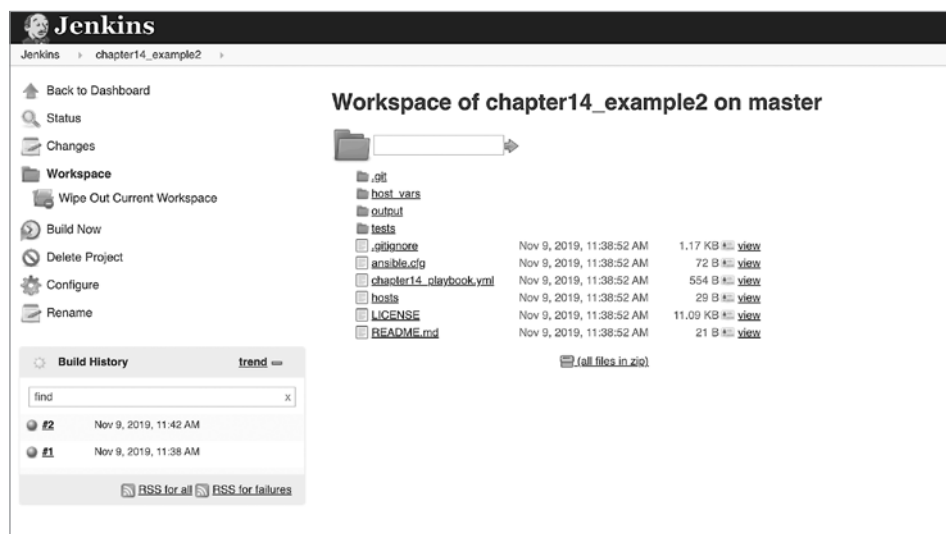 Jenkins
Jenkins chapter14_example2
Back to Dashboard
Status
Changes
Workspace
Wipe Out Current Workspace
Build Now
Delete Project
Configure
Rename
Build History trend
find x
#2 Nov 9, 2019, 11:42 AM
#1 Nov 9, 2019, 11:38 AM
RSS for all RSS for failures
Workspace of chapter14_example2 on master
.git
host_vars
output
tests
.gitignore Nov 9, 2019, 11:38:52 AM 1.17 KB view
ansible.cfg Nov 9, 2019, 11:38:52 AM 72 B view
chapter14_playbook.yml Nov 9, 2019, 11:38:52 AM 554 B view
hosts Nov 9, 2019, 11:38:52 AM 29 B view
LICENSE Nov 9, 2019, 11:38:52 AM 11.09 KB view
README.md Nov 9, 2019, 11:38:52 AM 21 B view
(all files in zip)